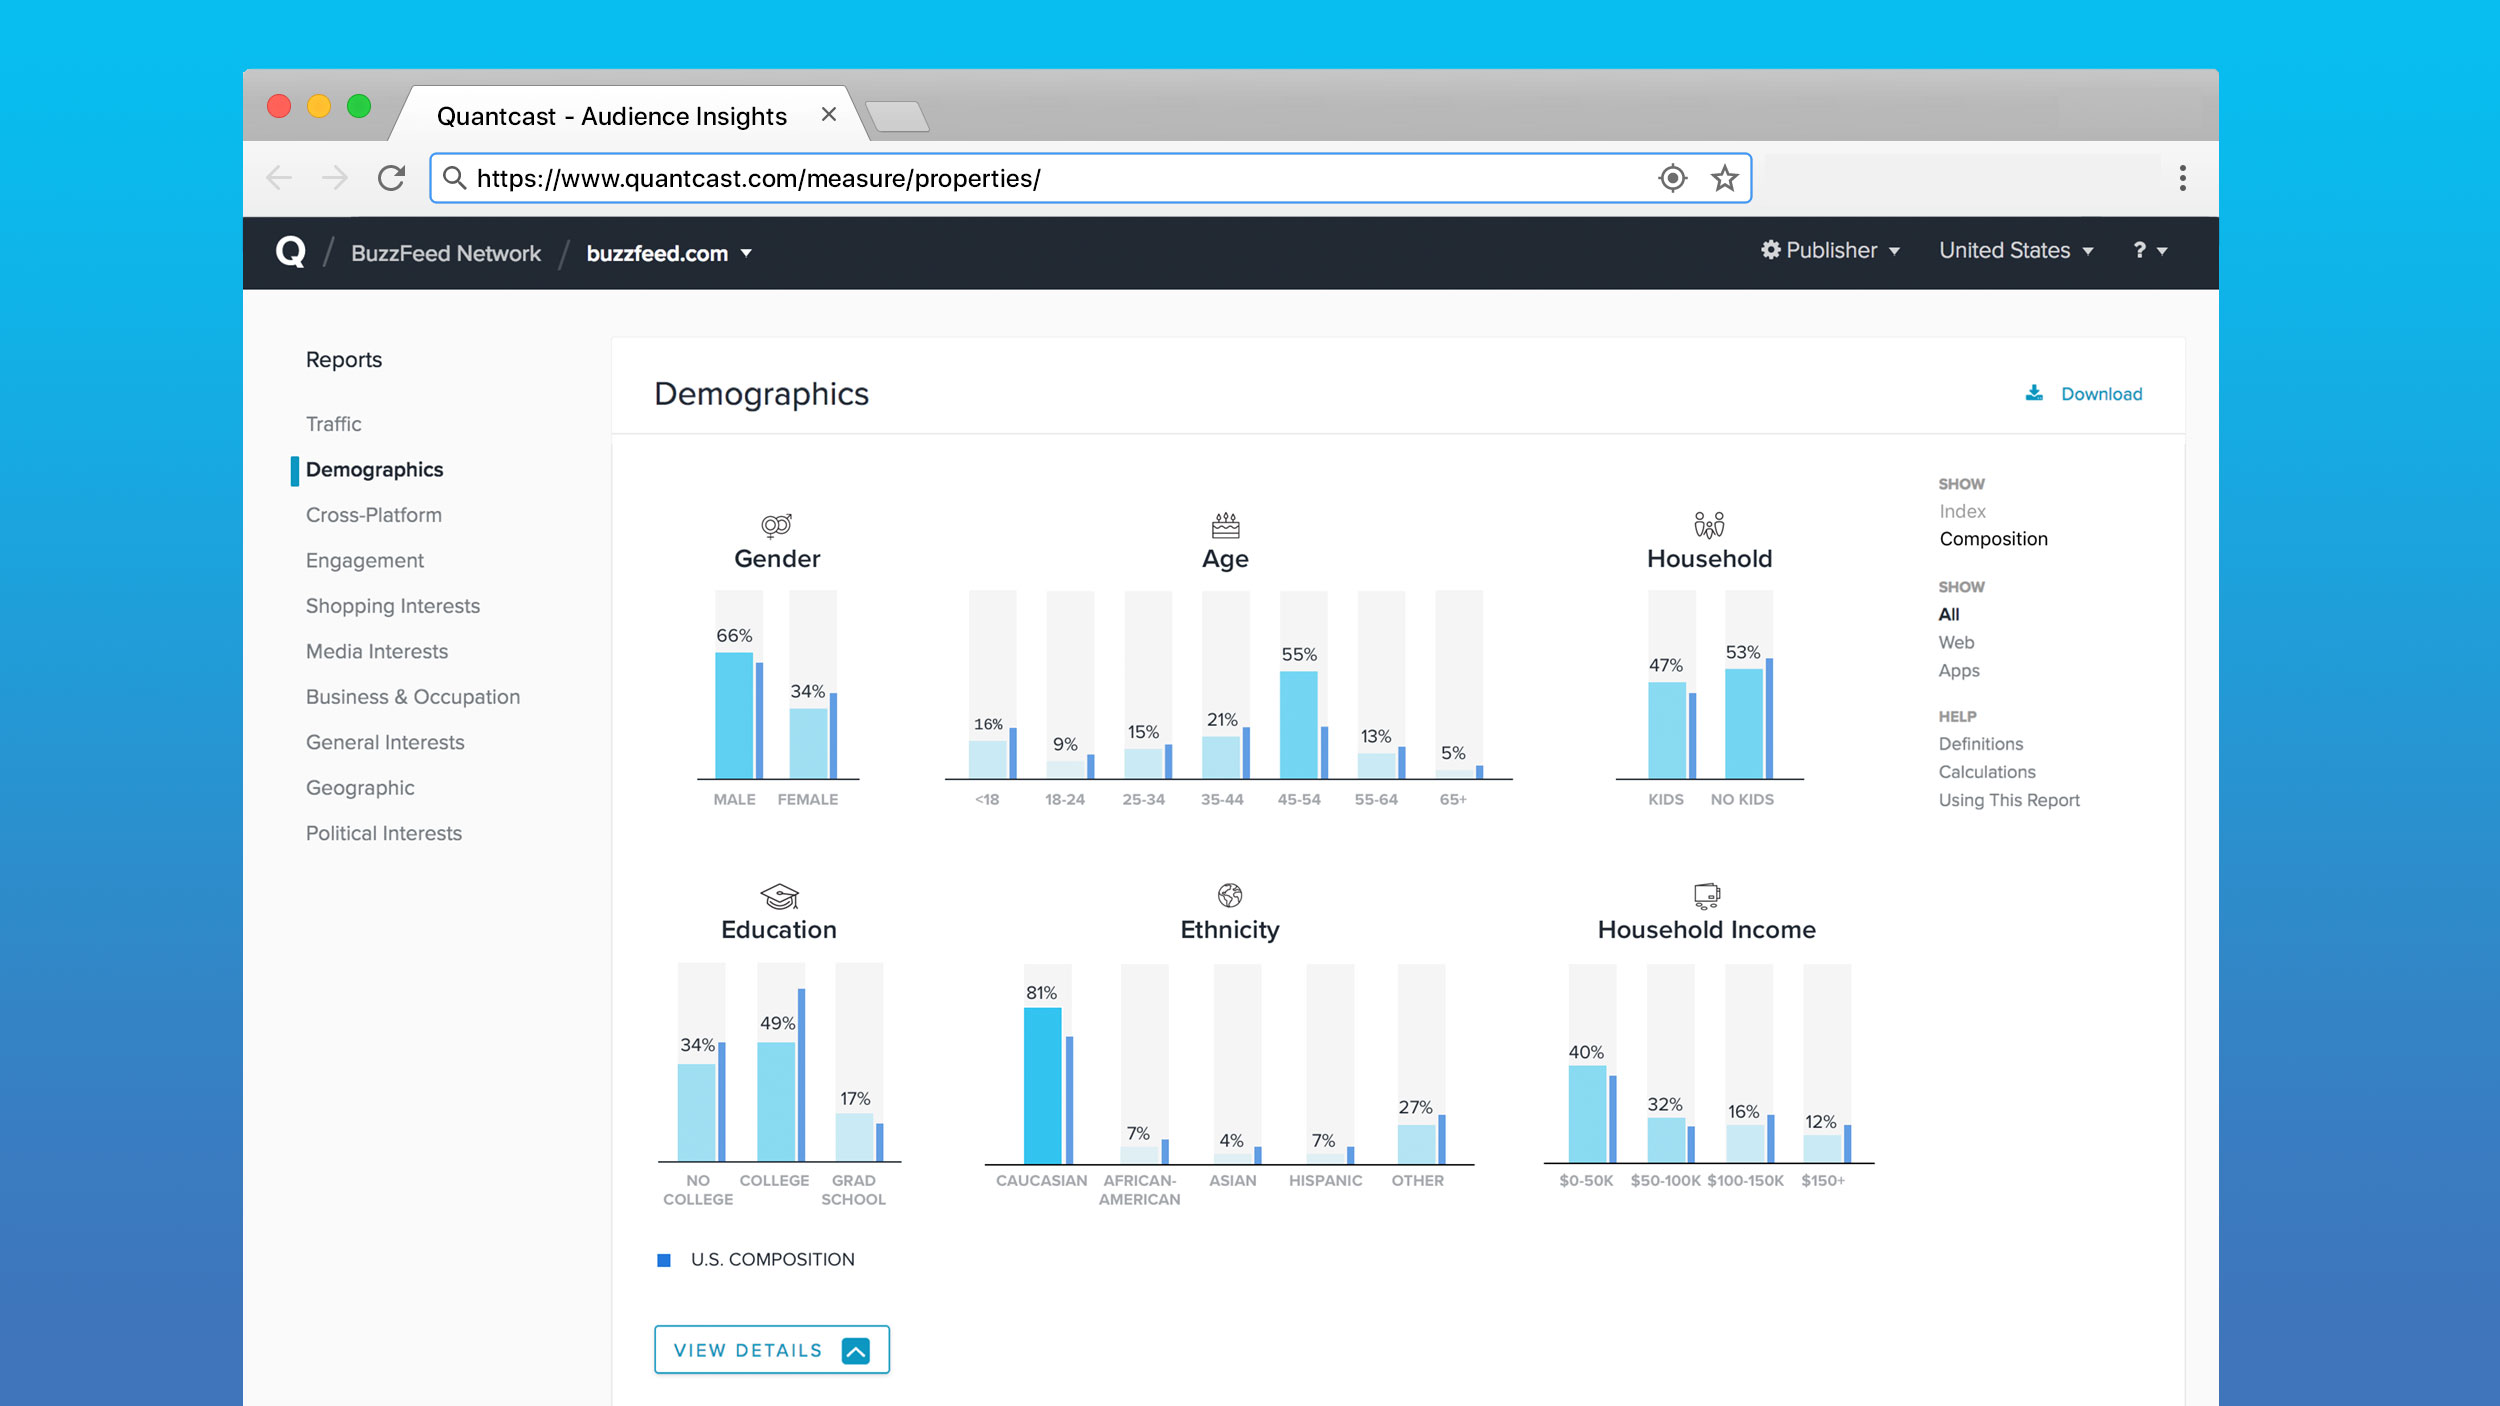 Quantcast - Audience Insights
https://www.quantcast.com/measure/properties/
Q / BuzzFeed Network / buzzfeed.com
Publisher
United States
?
Reports
Traffic
Demographics
Cross-Platform
Engagement
Shopping Interests
Media Interests
Business & Occupation
General Interests
Geographic
Political Interests
Demographics
Download
Gender
66%
34%
MALE FEMALE
Age
16%
9%
15%
21%
55%
13%
5%
<18 18-24 25-34 35-44 45-54 55-64 65+
Household
47%
53%
KIDS NO KIDS
SHOW
Index
Composition
SHOW
All
Web
Apps
HELP
Definitions
Calculations
Using This Report
Education
34%
49%
17%
NO COLLEGE
COLLEGE
GRAD SCHOOL
Ethnicity
81%
7%
4%
7%
27%
CAUCASIAN
AFRICAN-
AMERICAN
ASIAN
HISPANIC
OTHER
Household Income
40%
32%
16%
12%
$0-50K $50-100K $100-150K $150+
U.S. COMPOSITION
VIEW DETAILS